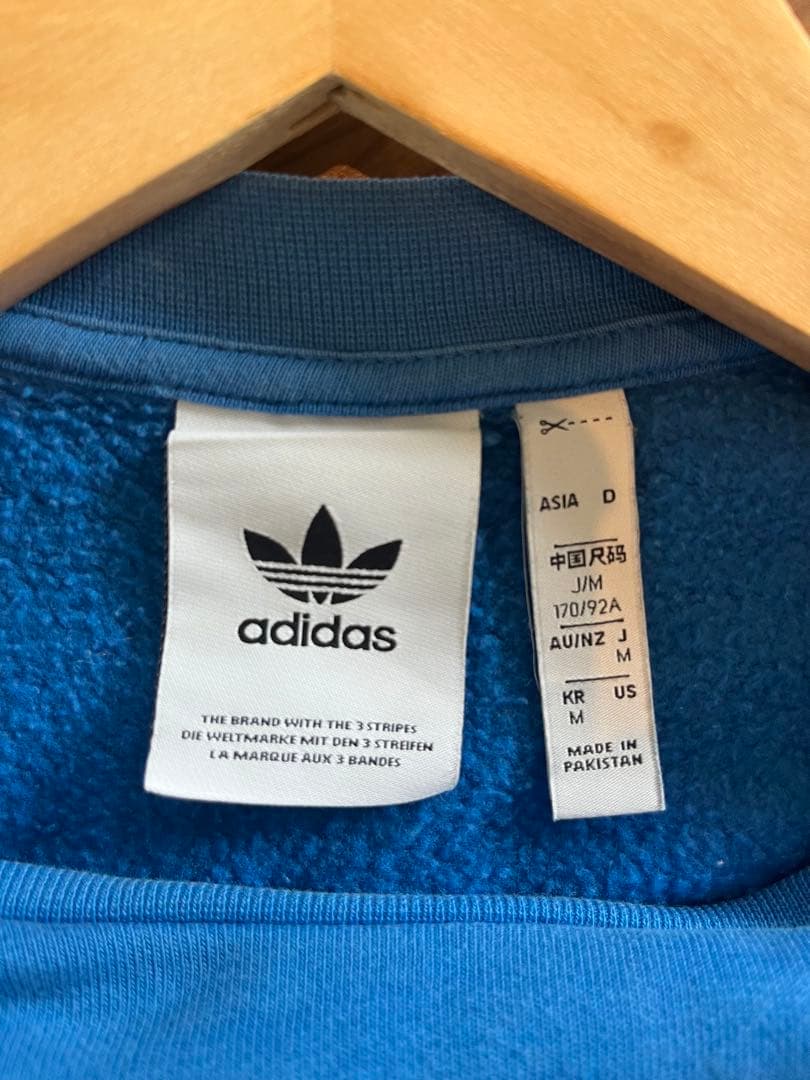 adidas
THE BRAND WITH THE 3 STRIPES
DIE WELTMARKE MIT DEN 3 STREIFEN
LA MARQUE AUX 3 BANDES
ASIA D
中国尺码
J/M
170/92A
AU/NZ J
M
KR US
M
MADE IN
PAKISTAN